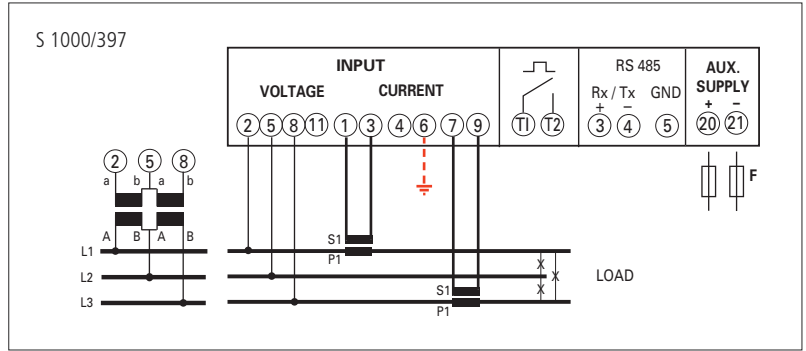 S 1000/397
INPUT
VOLTAGE CURRENT
2 5 8 11 1 3 4 6 7 9
T1 T2
RS 485
Rx / Tx GND
+ –
3 4 5
AUX.
SUPPLY
+ –
20 21
F
2 5 8
a b a b
A B A B
L1
L2
L3
S1
P1
S1
P1
X
X
X
LOAD